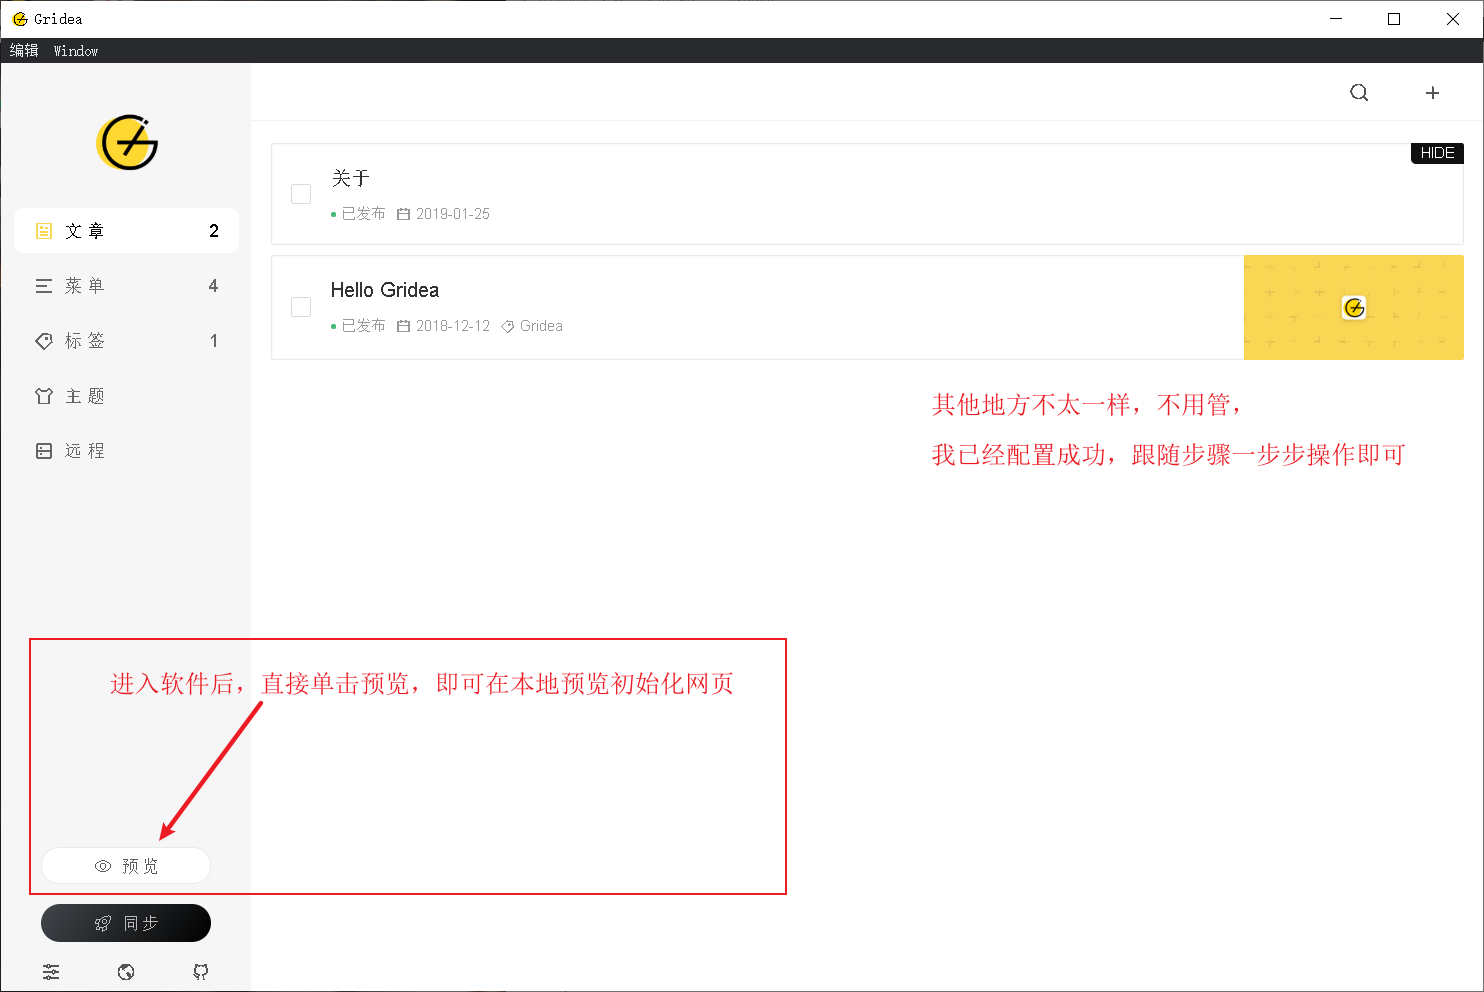 Gridea
编辑 Window
文章 2
菜单 4
标签 1
主题
远程
HIDE
关于
已发布 2019-01-25
Hello Gridea
已发布 2018-12-12 Gridea
其他地方不太一样，不用管，
我已经配置成功，跟随步骤一步步操作即可
进入软件后，直接单击预览，即可在本地预览初始化网页
预览
同步